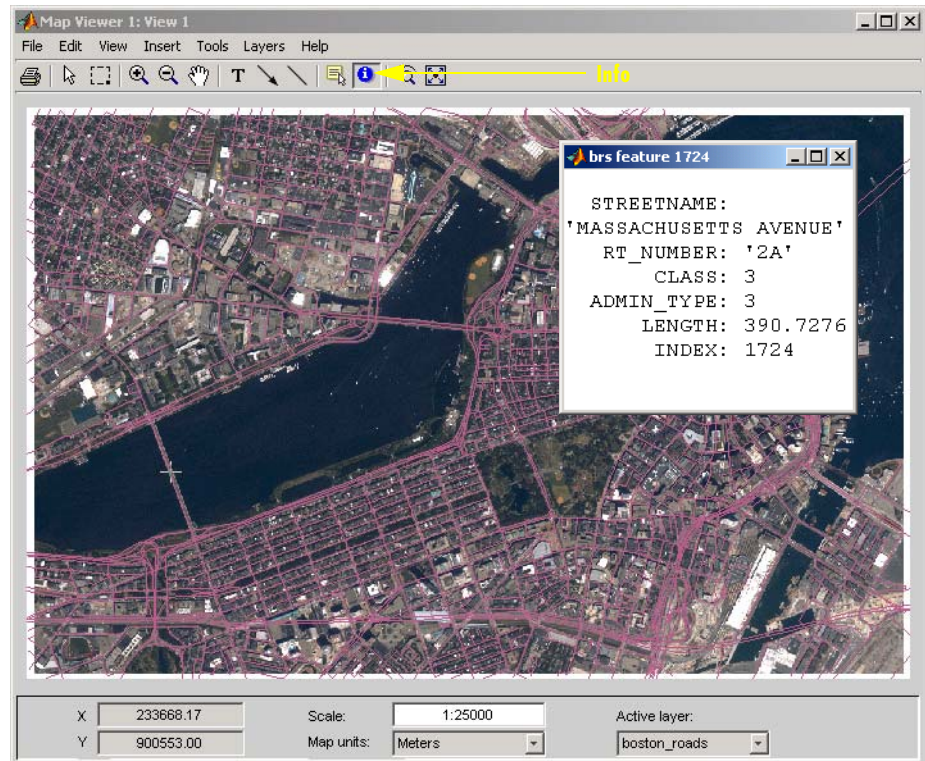 Map Viewer 1: View 1
File Edit View Insert Tools Layers Help
T
Info
brs feature 1724
STREETNAME:
'MASSACHUSETTS AVENUE'
RT_NUMBER: '2A'
CLASS: 3
ADMIN_TYPE: 3
LENGTH: 390.7276
INDEX: 1724
X 233668.17 Scale: 1:25000 Active layer:
Y 900553.00 Map units: Meters boston_roads